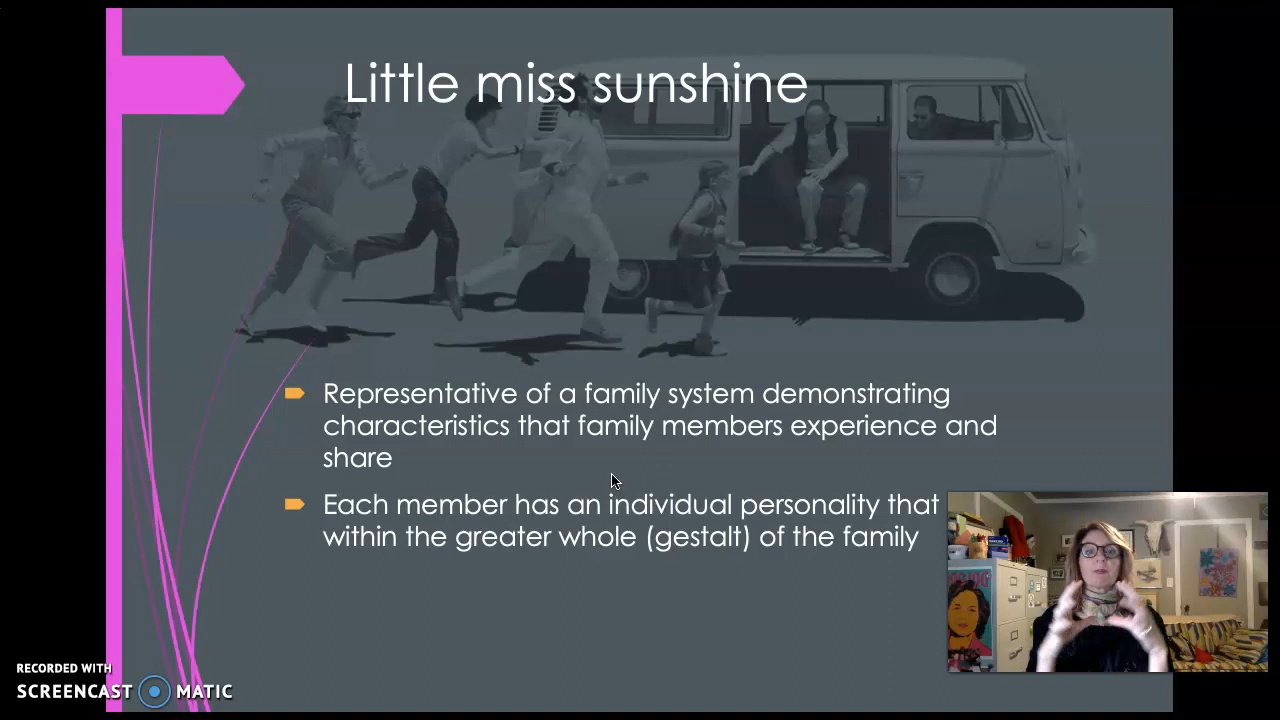 Little miss sunshine
Representative of a family system demonstrating
characteristics that family members experience and
share
Each member has an individual personality that
within the greater whole (gestalt) of the family
RECORDED WITH
SCREENCAST MATIC